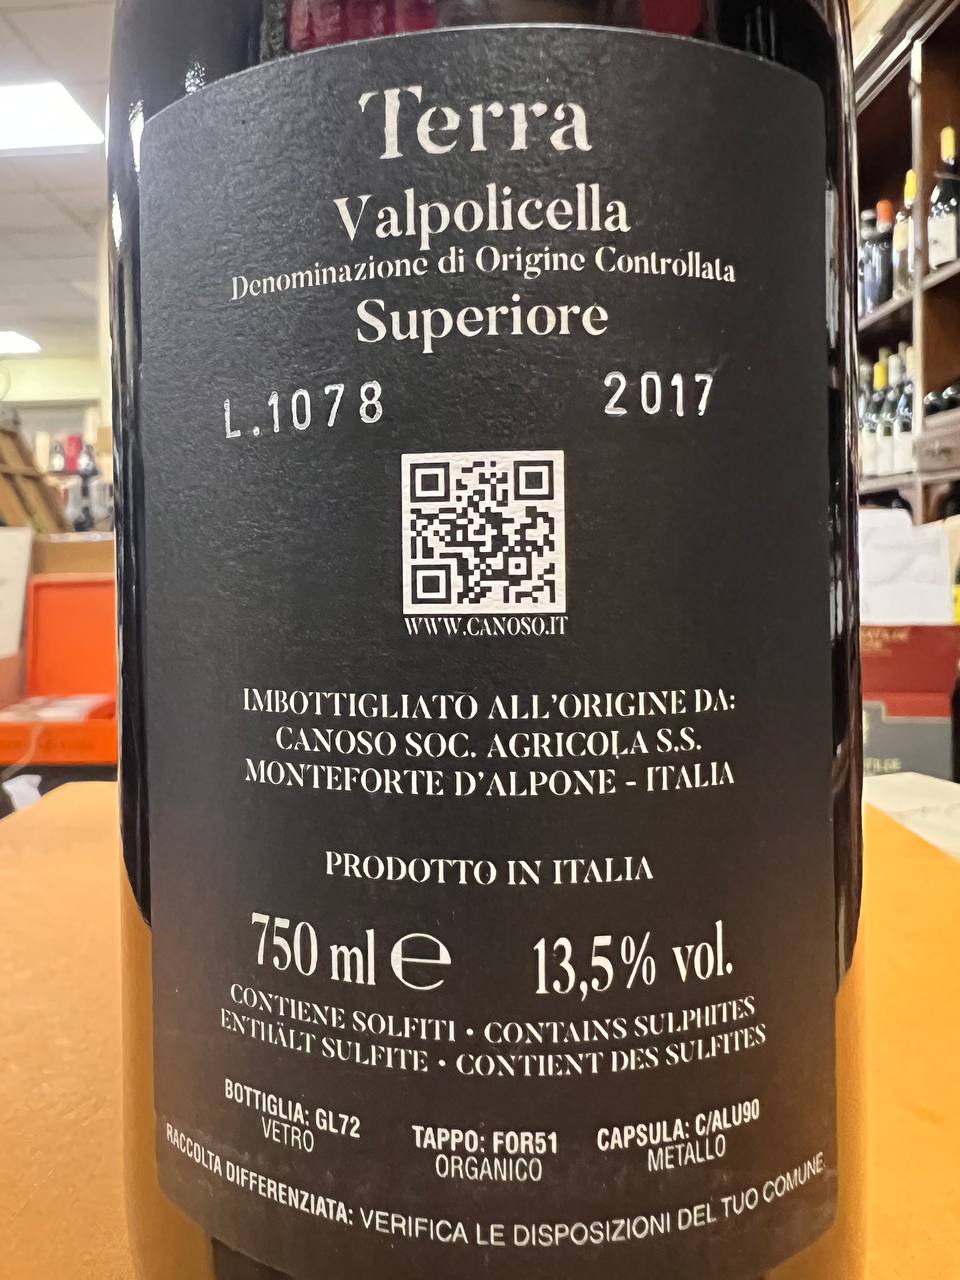 Terra
Valpolicella
Denominazione di Origine Controllata
Superiore
L.1078 2017
WWW.CANOSO.IT
IMBOTTIGLIATO ALL'ORIGINE DA:
CANOSO SOC. AGRICOLA S.S.
MONTEFORTE D'ALPONE - ITALIA
PRODOTTO IN ITALIA
750 ml ℮ 13,5% vol.
CONTIENE SOLFITI • CONTAINS SULPHITES
ENTHÄLT SULFITE • CONTIENT DES SULFITES
BOTTIGLIA: GL72 TAPPO: FOR51 CAPSULA: C/ALU90
VETRO ORGANICO METALLO
RACCOLTA DIFFERENZIATA: VERIFICA LE DISPOSIZIONI DEL TUO COMUNE.